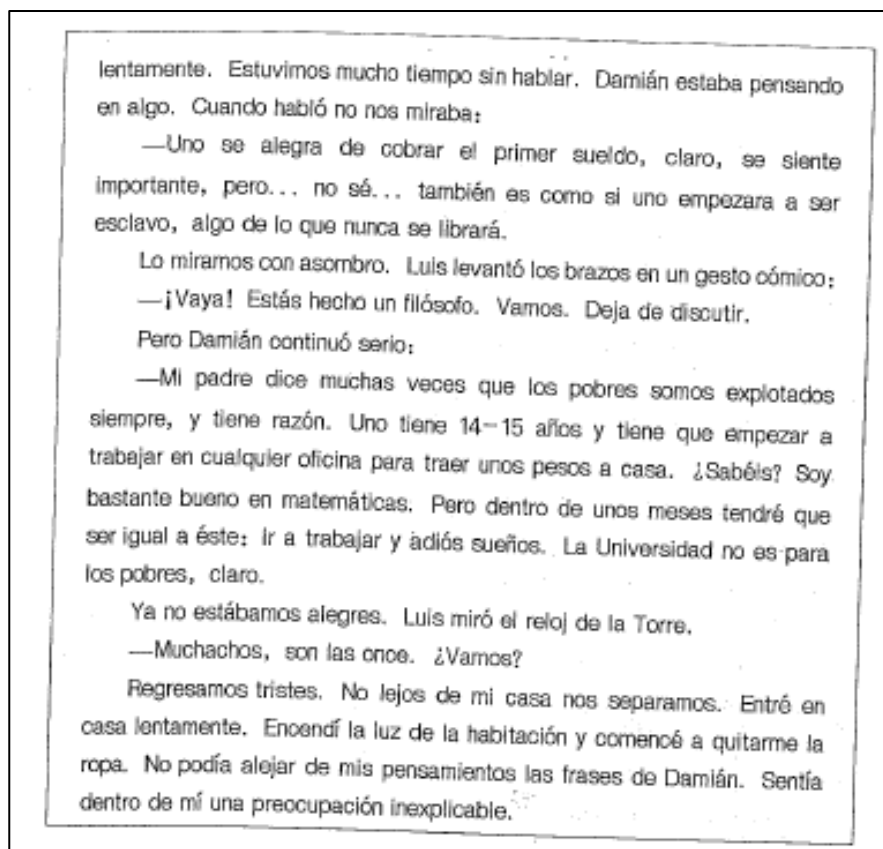 lentamente. Estuvimos mucho tiempo sin hablar. Damián estaba pensando
en algo. Cuando habló no nos miraba:
—Uno se alegra de cobrar el primer sueldo, claro, se siente
importante, pero... no sé... también es como si uno empezara a ser
esclavo, algo de lo que nunca se librará.
Lo miramos con asombro. Luis levantó los brazos en un gesto cómico:
—¡Vaya! Estás hecho un filósofo. Vamos. Deja de discutir.
Pero Damián continuó serio:
—Mi padre dice muchas veces que los pobres somos explotados
siempre, y tiene razón. Uno tiene 14-15 años y tiene que empezar a
trabajar en cualquier oficina para traer unos pesos a casa. ¿Sabéis? Soy
bastante bueno en matemáticas. Pero dentro de unos meses tendré que
ser igual a éste: ir a trabajar y adiós sueños. La Universidad no es para
los pobres, claro.
Ya no estábamos alegres. Luis miró el reloj de la Torre.
—Muchachos, son las once. ¿Vamos?
Regresamos tristes. No lejos de mi casa nos separamos. Entré en
casa lentamente. Encendí la luz de la habitación y comencé a quitarme la
ropa. No podía alejar de mis pensamientos las frases de Damián. Sentía
dentro de mí una preocupación inexplicable.